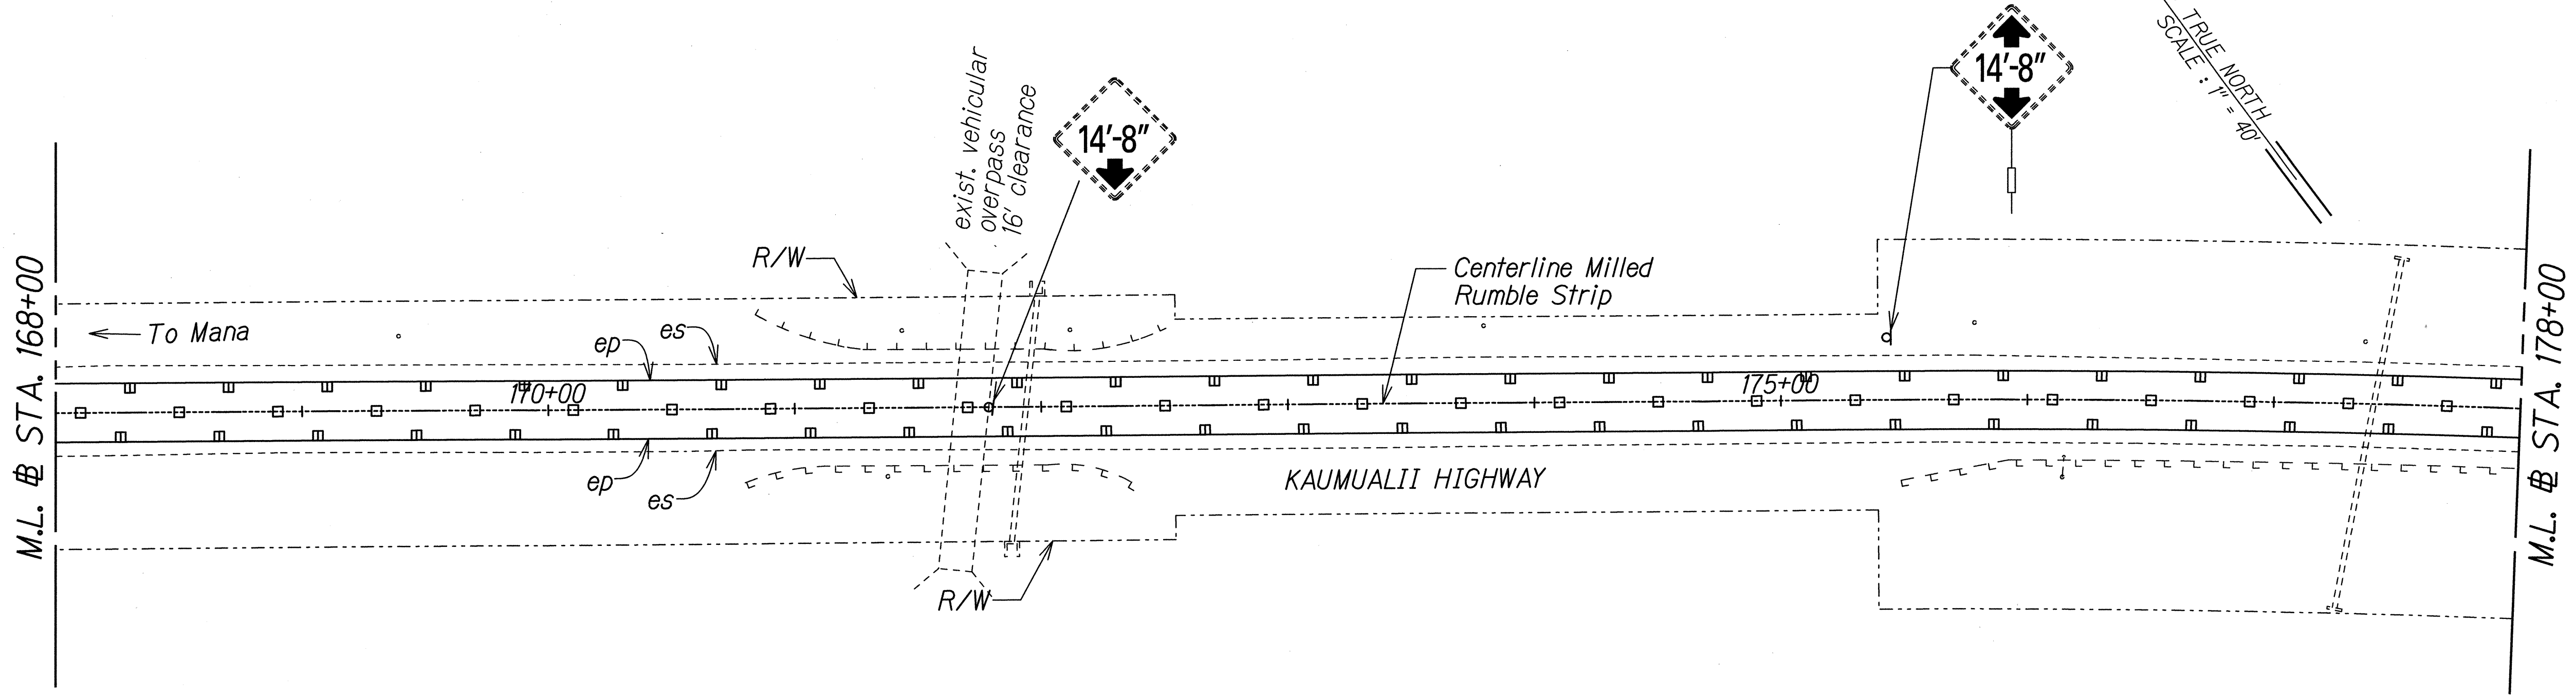 TRUE NORTH
SCALE : 1" = 40'
exist. vehicular
overpass
16' clearance
14'-8"
14'-8"
R/W
Centerline Milled
Rumble Strip
To Mana
ep
es
170+00
175+00
ep
es
KAUMUALII HIGHWAY
R/W
M.L. ⅊ STA. 168+00
M.L. ⅊ STA. 178+00